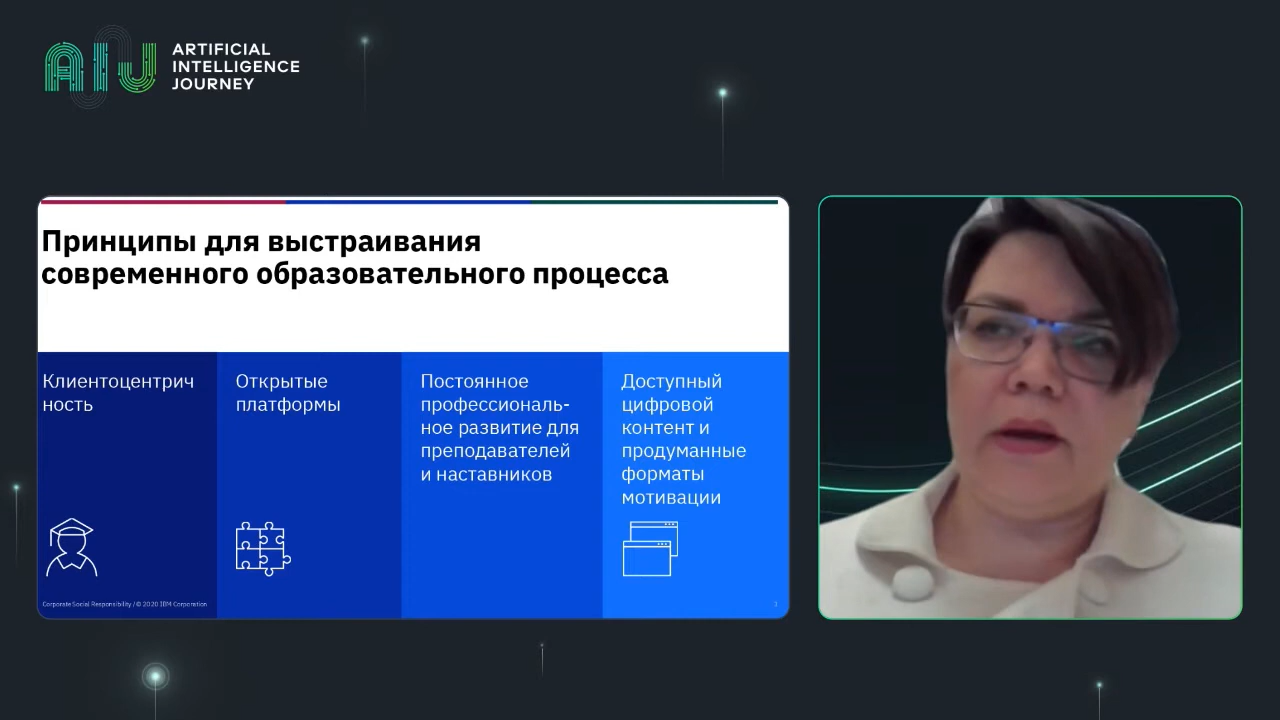 ARTIFICIAL
INTELLIGENCE
JOURNEY
Принципы для выстраивания
современного образовательного процесса
Клиентоцентрич
ность
Открытые
платформы
Постоянное
профессиональ-
ное развитие для
преподавателей
и наставников
Доступный
цифровой
контент и
продуманные
форматы
мотивации
Corporate Social Responsibility / © 2020 IBM Corporation
3